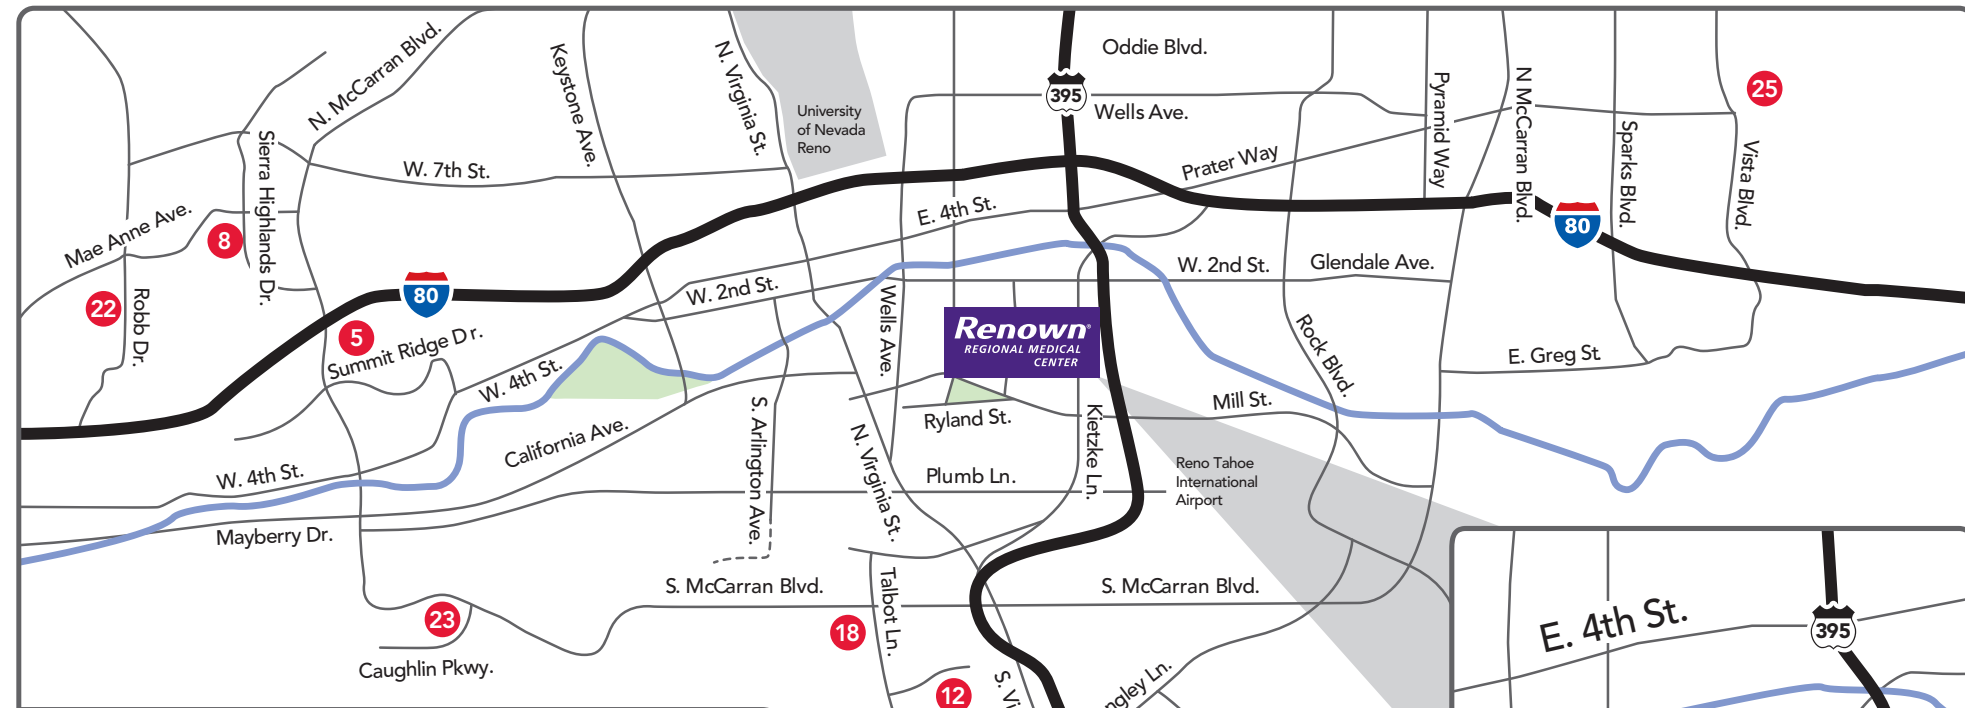 Oddie Blvd.
N. McCarran Blvd.
Keystone Ave.
N. Virginia St.
University
of Nevada
Reno
395
Wells Ave.
Pyramid Way
N McCarran Blvd.
Sparks Blvd.
25
Vista Blvd.
Sierra Highlands Dr.
W. 7th St.
Prater Way
Mae Anne Ave.
8
E. 4th St.
80
W. 2nd St.
Glendale Ave.
22
Robb Dr.
80
W. 2nd St.
Wells Ave.
5
Summit Ridge Dr.
Renown®
REGIONAL MEDICAL
CENTER
Rock Blvd.
E. Greg St.
W. 4th St.
Ryland St.
Kietzke Ln.
Mill St.
California Ave.
S. Arlington Ave.
N. Virginia St.
Plumb Ln.
Reno Tahoe
International
Airport
W. 4th St.
Mayberry Dr.
S. McCarran Blvd.
Talbot Ln.
S. McCarran Blvd.
23
18
E. 4th St.
395
Caughlin Pkwy.
12
S. Vi
ngley Ln.